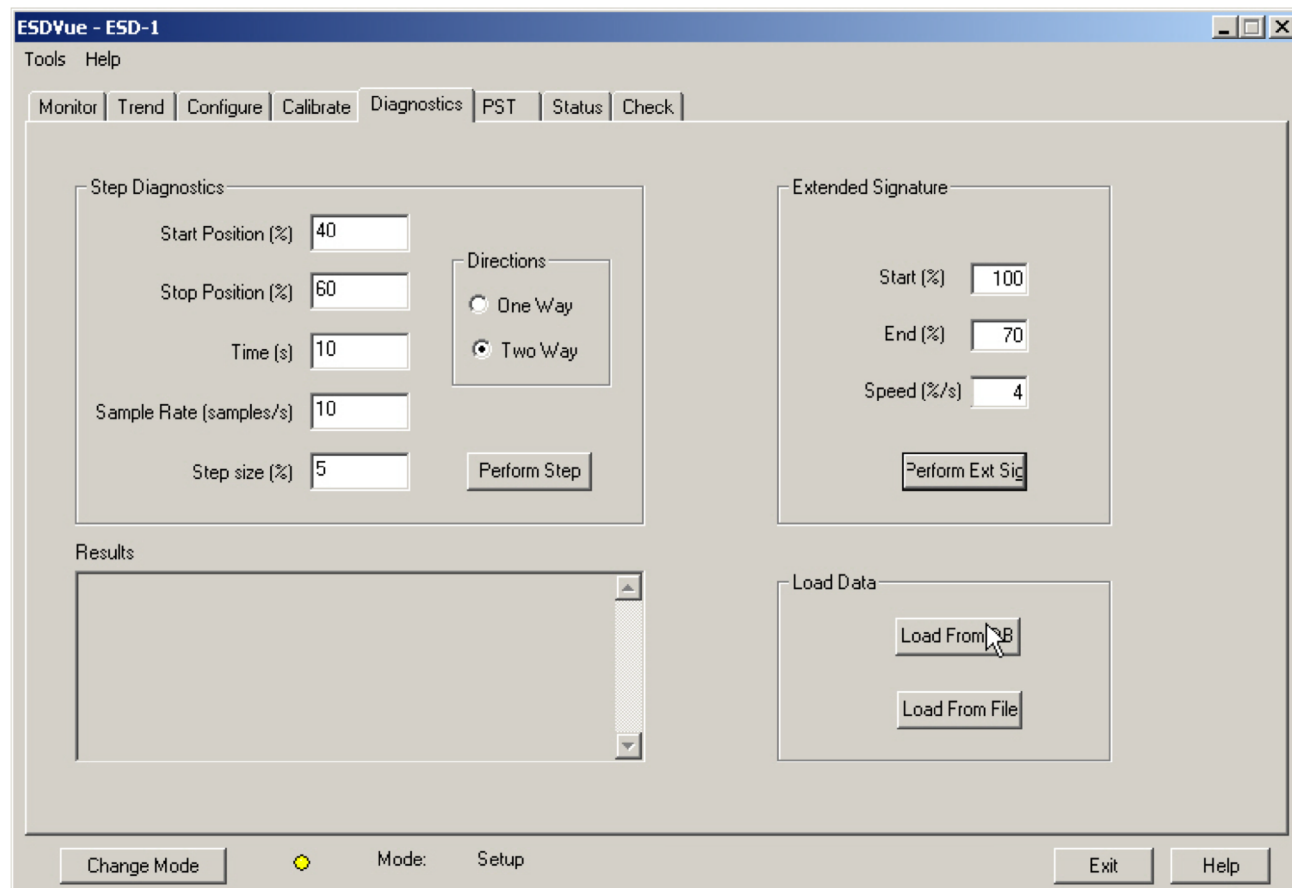 ESDVue - ESD-1
Tools Help
Monitor Trend Configure Calibrate Diagnostics PST Status Check
Step Diagnostics
Start Position (%) 40
Stop Position (%) 60
Time (s) 10
Sample Rate (samples/s) 10
Step size (%) 5
Directions
One Way
Two Way
Perform Step
Extended Signature
Start (%) 100
End (%) 70
Speed (%/s) 4
Perform Ext Sig
Results
Load Data
Load From DB
Load From File
Change Mode
Mode: Setup
Exit
Help